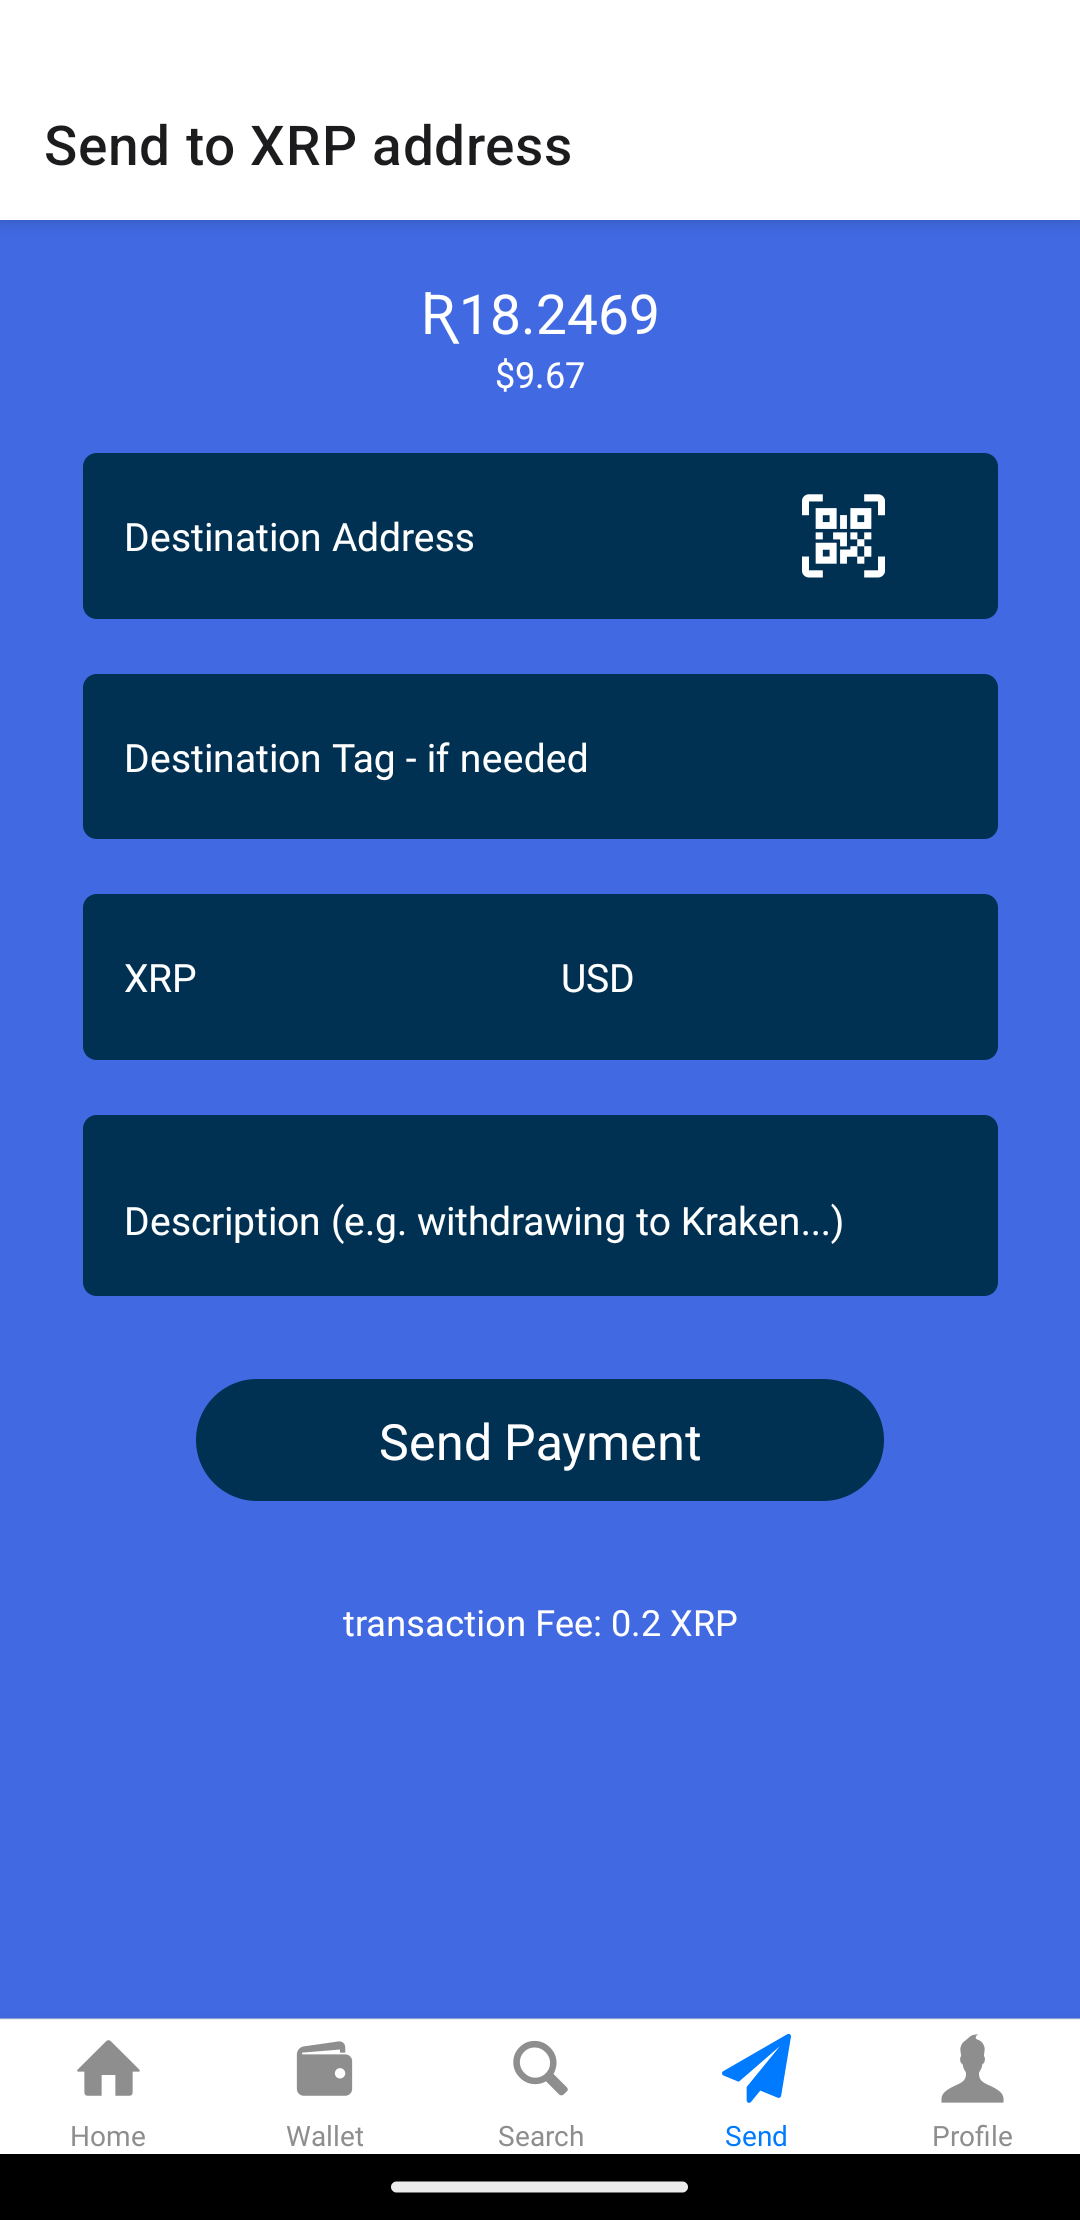 Send to XRP address
Ʀ18.2469
$9.67
Destination Address
Destination Tag - if needed
XRP USD
Description (e.g. withdrawing to Kraken...)
Send Payment
transaction Fee: 0.2 XRP
Home Wallet Search Send Profile